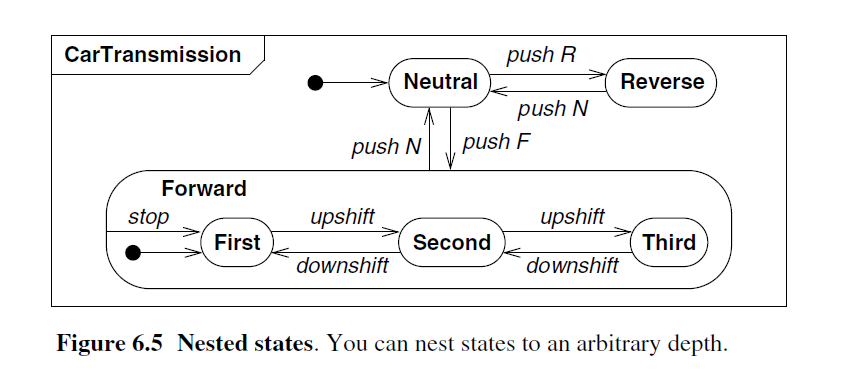 CarTransmission
push R
Neutral
Reverse
push N
push N
push F
Forward
stop
upshift
upshift
First
Second
Third
downshift
downshift
Figure 6.5 Nested states. You can nest states to an arbitrary depth.